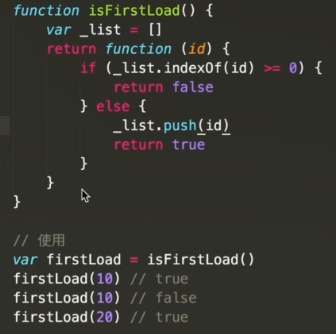 function isFirstLoad() {
    var _list = []
    return function (id) {
        if (_list.indexOf(id) >= 0) {
            return false
        } else {
            _list.push(id)
            return true
        }
    }
}
// 使用
var firstLoad = isFirstLoad()
firstLoad(10) // true
firstLoad(10) // false
firstLoad(20) // true